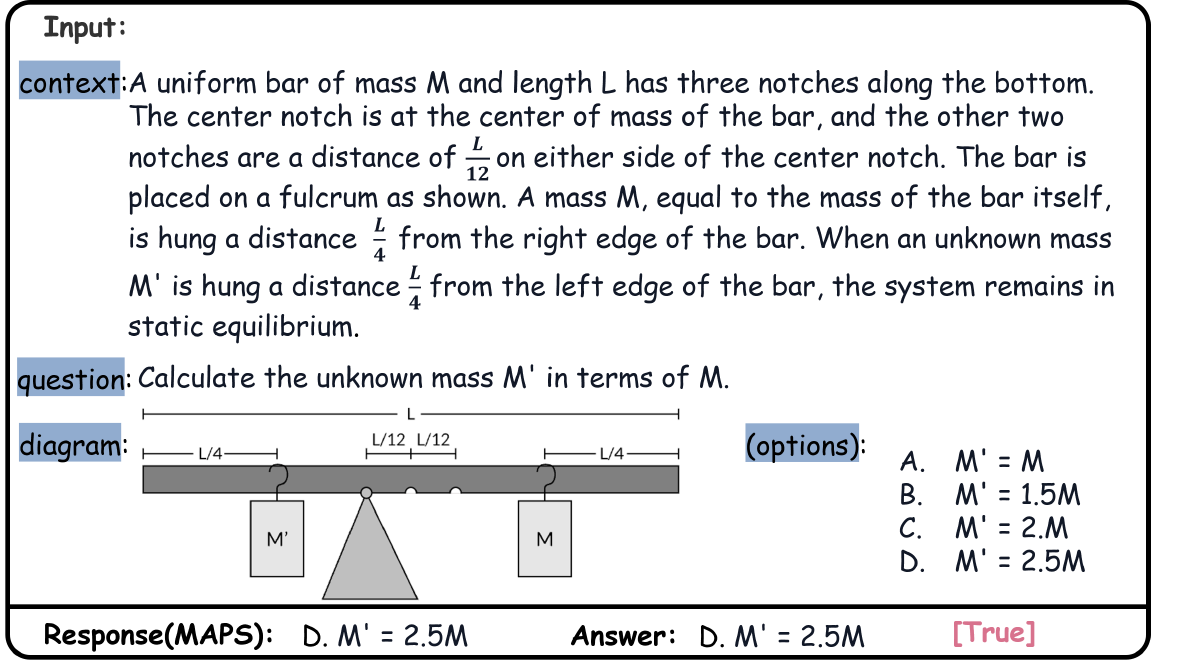 Input:
context:A uniform bar of mass M and length L has three notches along the bottom.
The center notch is at the center of mass of the bar, and the other two
notches are a distance of L/12 on either side of the center notch. The bar is
placed on a fulcrum as shown. A mass M, equal to the mass of the bar itself,
is hung a distance L/4 from the right edge of the bar. When an unknown mass
M' is hung a distance L/4 from the left edge of the bar, the system remains in
static equilibrium.
question: Calculate the unknown mass M' in terms of M.
diagram:
L
L/4
L/12 L/12
L/4
M'
M
(options):
A. M' = M
B. M' = 1.5M
C. M' = 2.M
D. M' = 2.5M
Response(MAPS): D. M' = 2.5M Answer: D. M' = 2.5M [True]